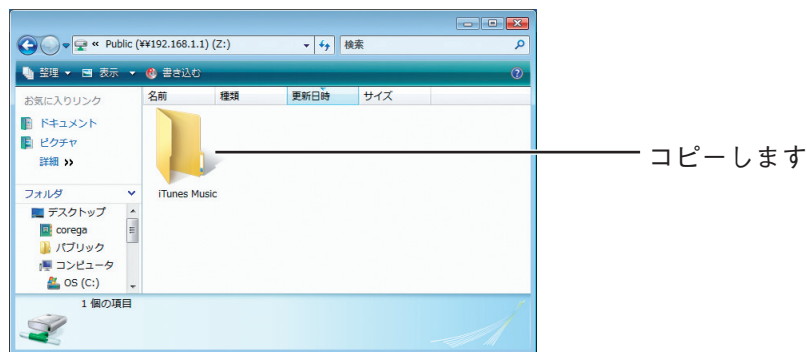 « Public (¥¥192.168.1.1) (Z:) 検索
整理 表示 書き込む
お気に入りリンク
ドキュメント
ピクチャ
詳細 »
フォルダ
デスクトップ
corega
パブリック
コンピュータ
OS (C:)
名前 種類 更新日時 サイズ
iTunes Music
1 個の項目
コピーします